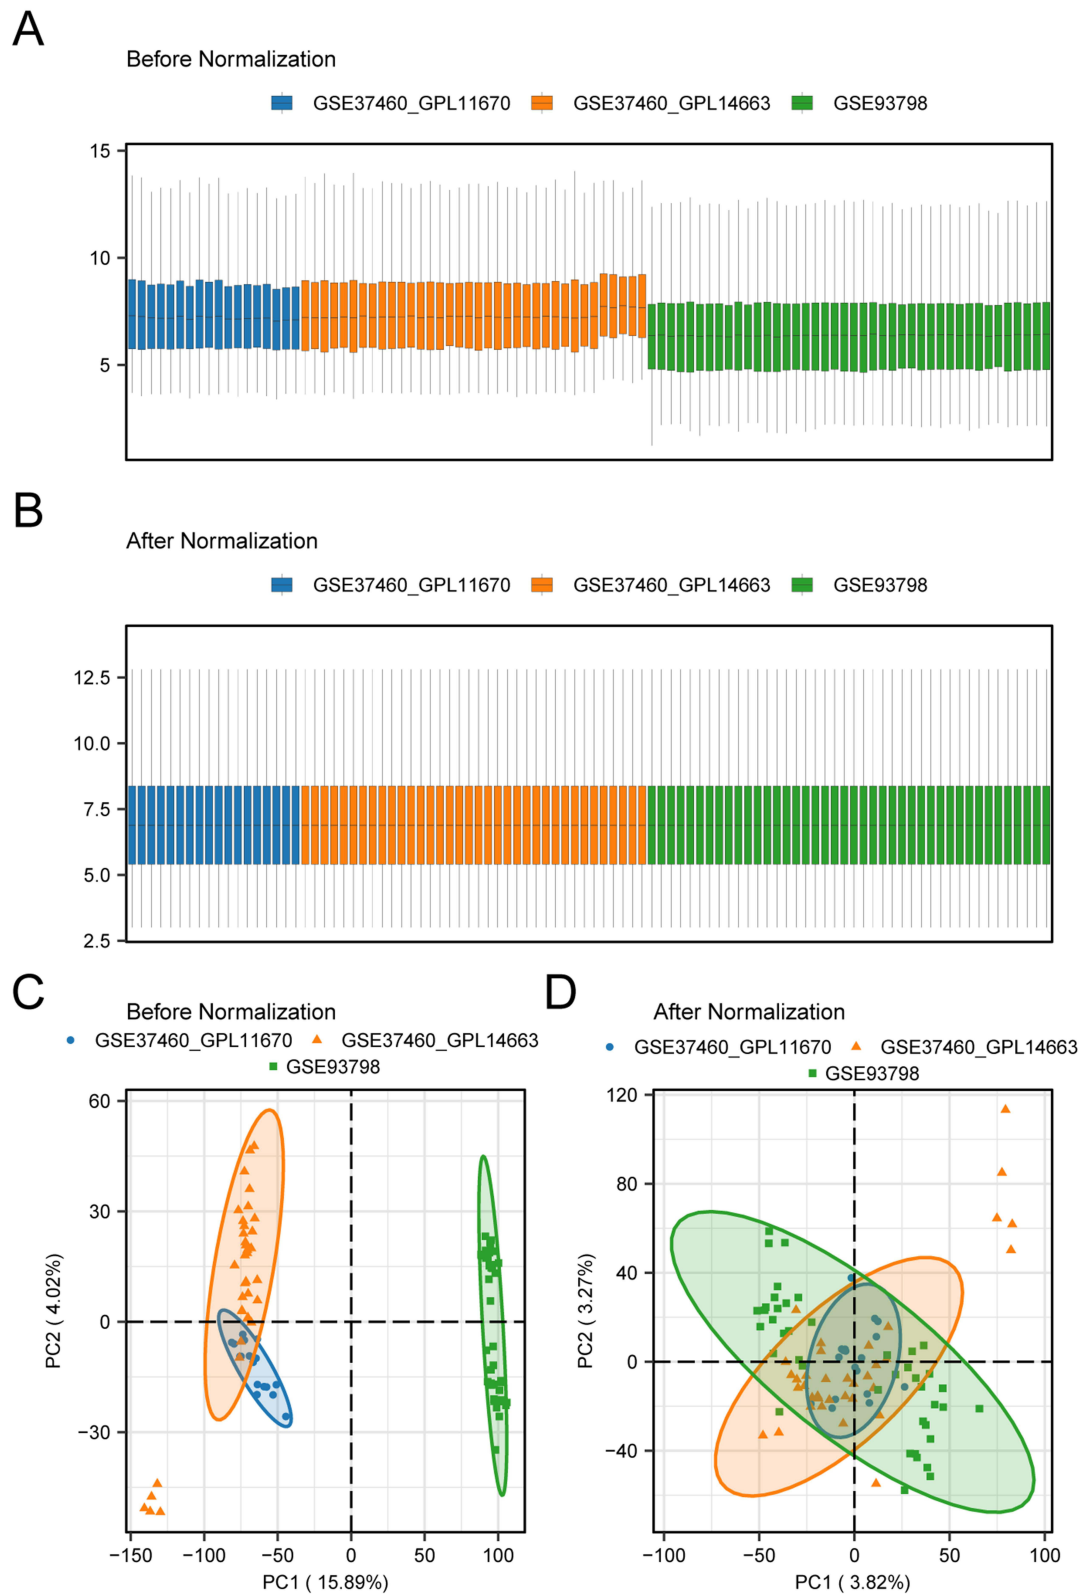 A
Before Normalization
GSE37460_GPL11670 GSE37460_GPL14663 GSE93798
15
10
5
B
After Normalization
GSE37460_GPL11670 GSE37460_GPL14663 GSE93798
12.5
10.0
7.5
5.0
2.5
C
Before Normalization
GSE37460_GPL11670 GSE37460_GPL14663
GSE93798
60
30
0
−30
PC2 ( 4.02%)
−150 −100 −50 0 50 100
PC1 ( 15.89%)
D
After Normalization
GSE37460_GPL11670 GSE37460_GPL14663
GSE93798
120
80
40
0
−40
PC2 ( 3.27%)
−100 −50 0 50 100
PC1 ( 3.82%)